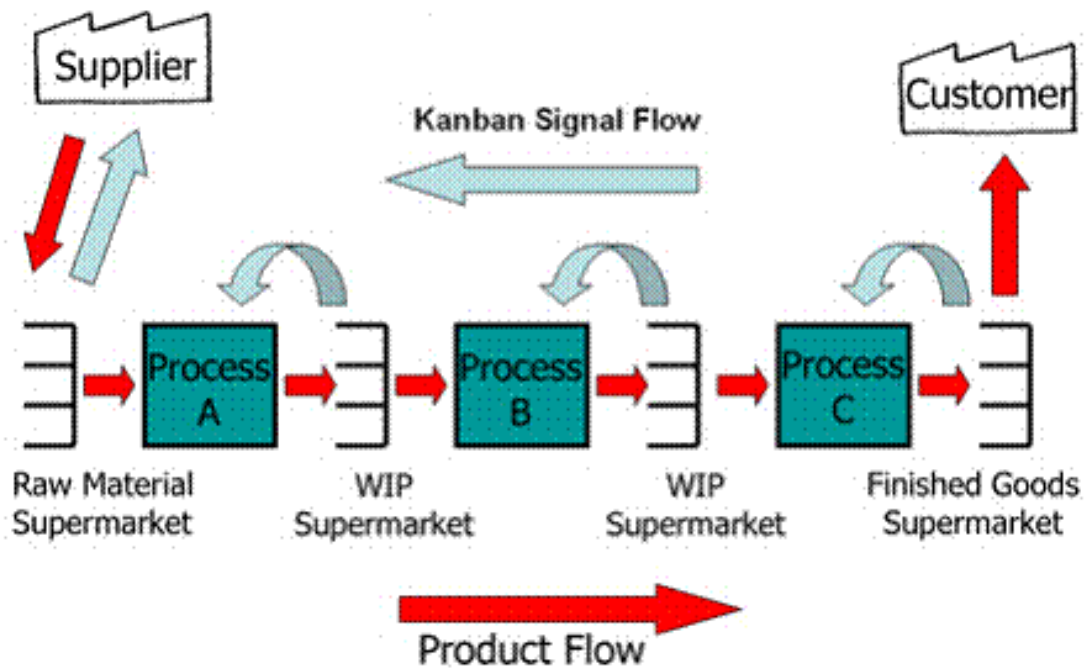 Supplier
Customer
Kanban Signal Flow
Process
A
Process
B
Process
C
Raw Material
Supermarket
WIP
Supermarket
WIP
Supermarket
Finished Goods
Supermarket
Product Flow